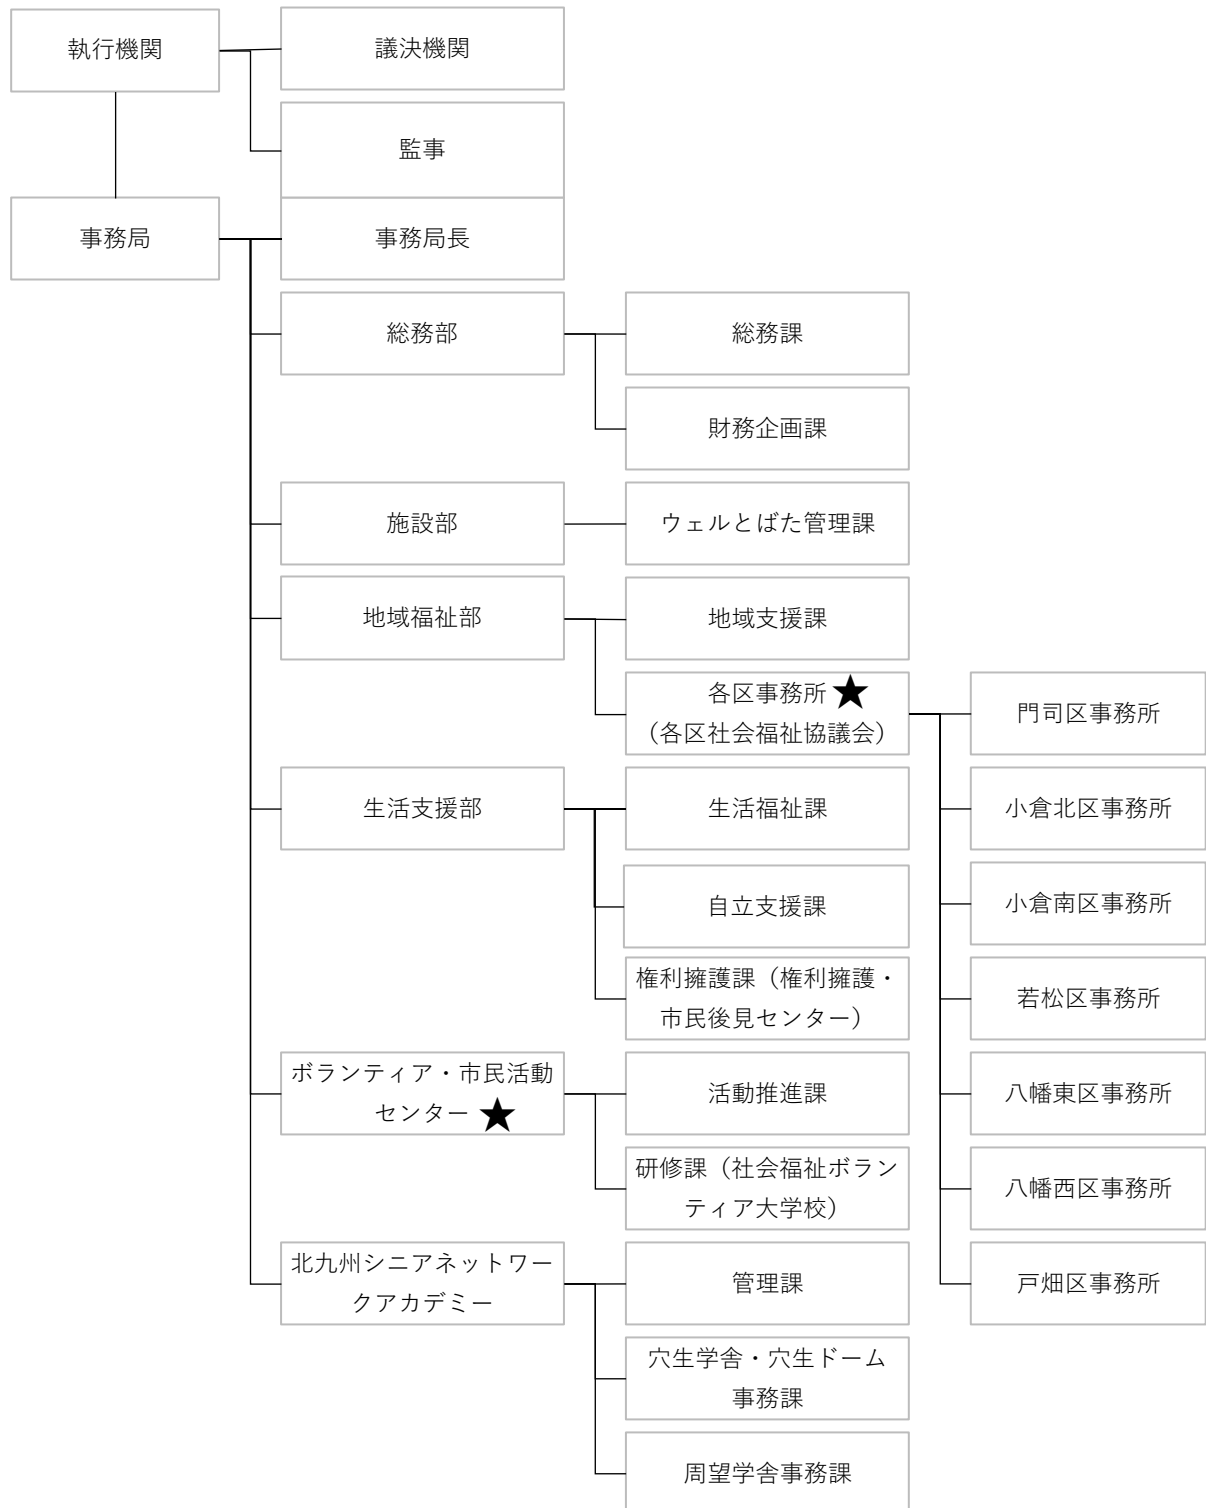 執行機関
議決機関
監事
事務局
事務局長
総務部
総務課
財務企画課
施設部
ウェルとばた管理課
地域福祉部
地域支援課
各区事務所★
（各区社会福祉協議会）
門司区事務所
小倉北区事務所
小倉南区事務所
若松区事務所
八幡東区事務所
八幡西区事務所
戸畑区事務所
生活支援部
生活福祉課
自立支援課
権利擁護課（権利擁護・
市民後見センター）
ボランティア・市民活動
センター★
活動推進課
研修課（社会福祉ボラン
ティア大学校）
北九州シニアネットワー
クアカデミー
管理課
穴生学舎・穴生ドーム
事務課
周望学舎事務課